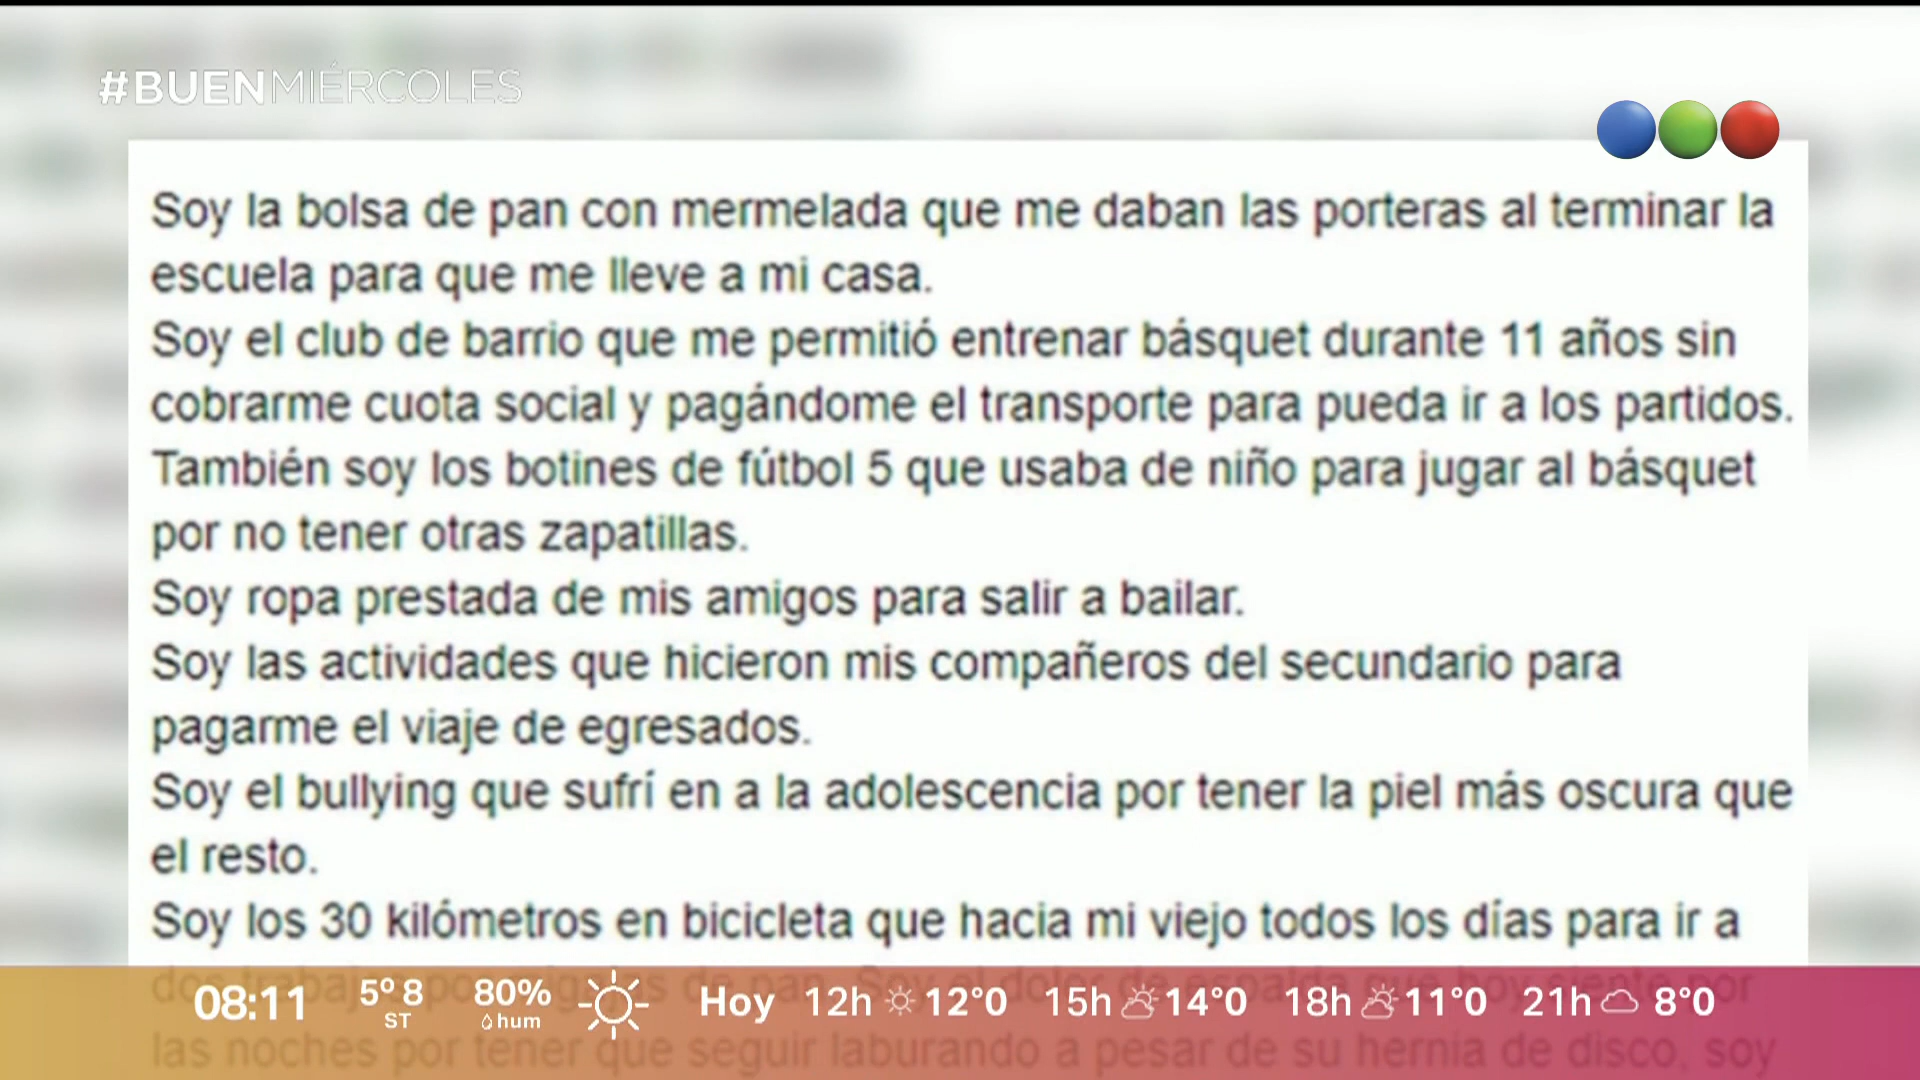 #BUENMIÉRCOLES
Soy la bolsa de pan con mermelada que me daban las porteras al terminar la
escuela para que me lleve a mi casa.
Soy el club de barrio que me permitió entrenar básquet durante 11 años sin
cobrarme cuota social y pagándome el transporte para pueda ir a los partidos.
También soy los botines de fútbol 5 que usaba de niño para jugar al básquet
por no tener otras zapatillas.
Soy ropa prestada de mis amigos para salir a bailar.
Soy las actividades que hicieron mis compañeros del secundario para
pagarme el viaje de egresados.
Soy el bullying que sufrí en a la adolescencia por tener la piel más oscura que
el resto.
Soy los 30 kilómetros en bicicleta que hacia mi viejo todos los días para ir a
08:11 5º8 ST 80% hum Hoy 12h 12°0 15h 14°0 18h 11°0 21h 8°0
las noches por tener que seguir laburando a pesar de su hernia de disco, soy